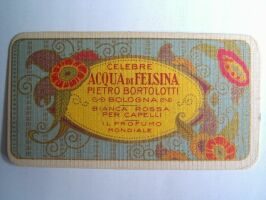 CELEBRE
ACQUA DI FELSINA
PIETRO BORTOLOTTI
BOLOGNA
BIANCA ROSSA
PER CAPELLI
IL PROFUMO
MONDIALE